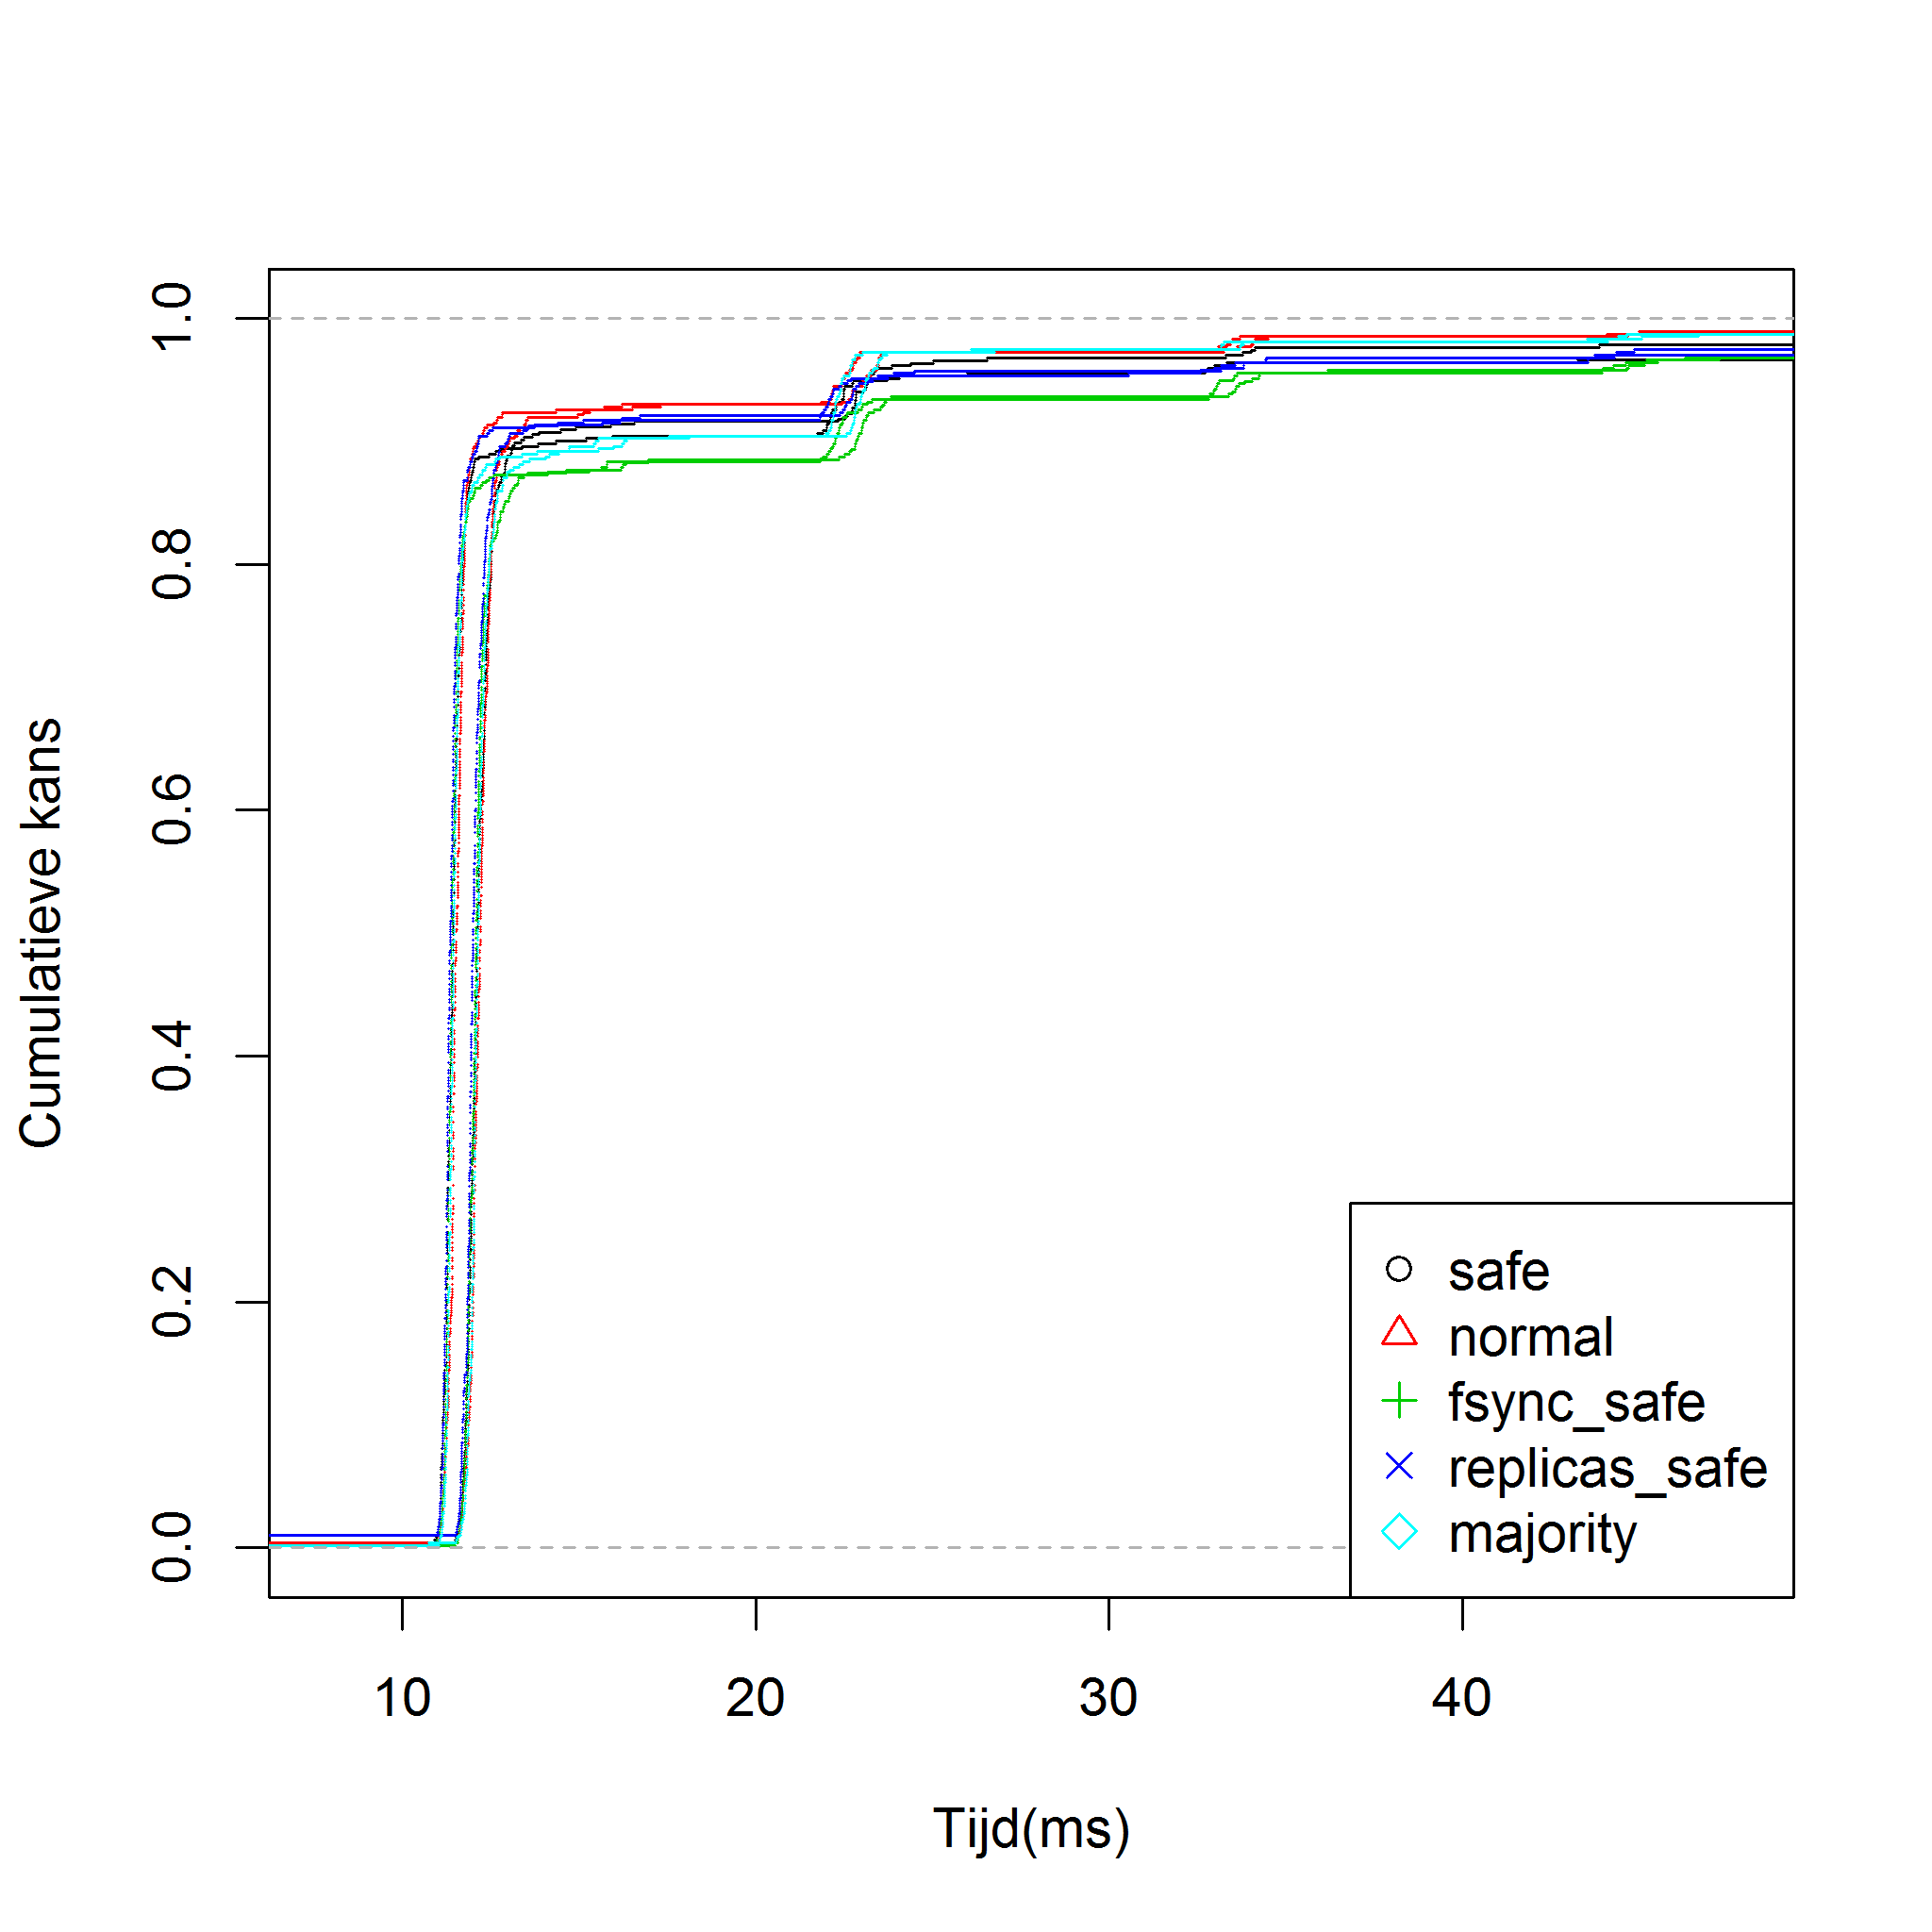 Cumulatieve kans
1.0
0.8
0.6
0.4
0.2
0.0
safe
normal
fsync_safe
replicas_safe
majority
10 20 30 40
Tijd(ms)